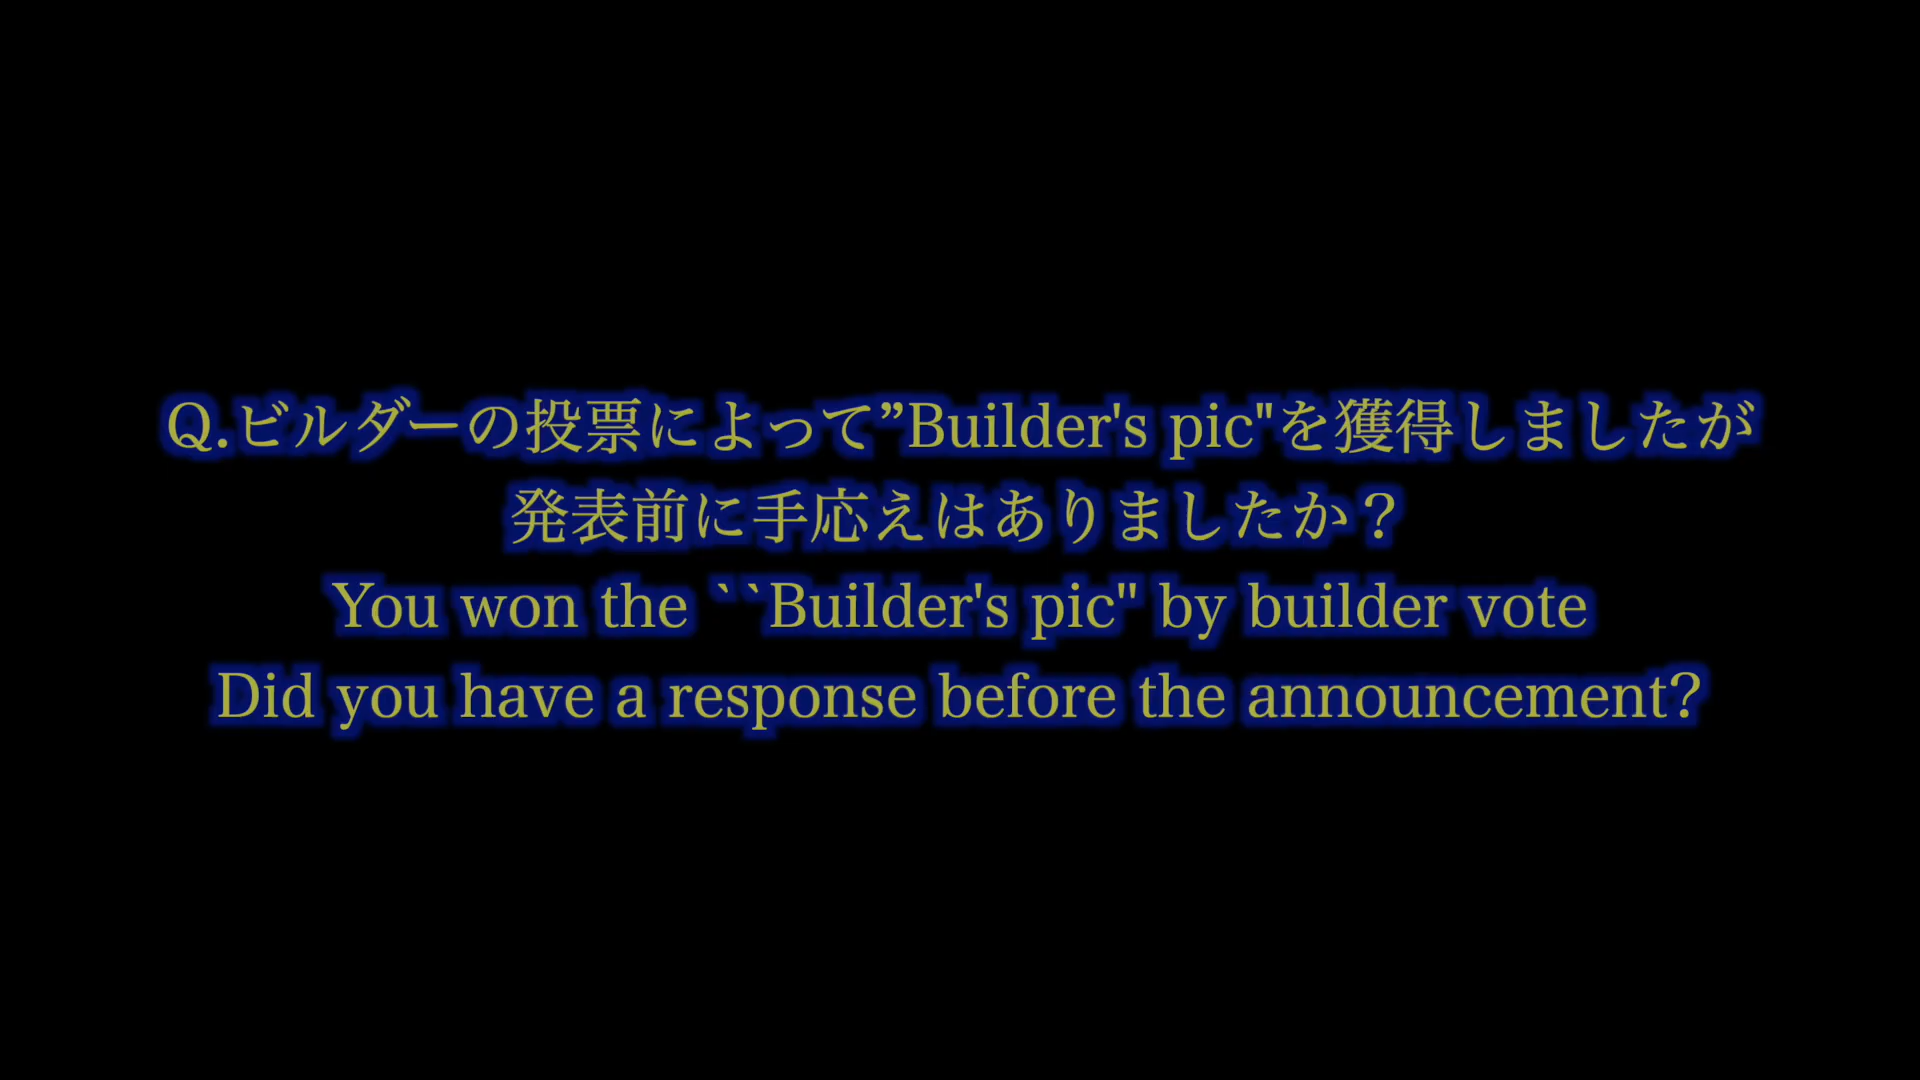 Q.ビルダーの投票によって”Builder's pic"を獲得しましたが
発表前に手応えはありましたか？
You won the ``Builder's pic" by builder vote
Did you have a response before the announcement?